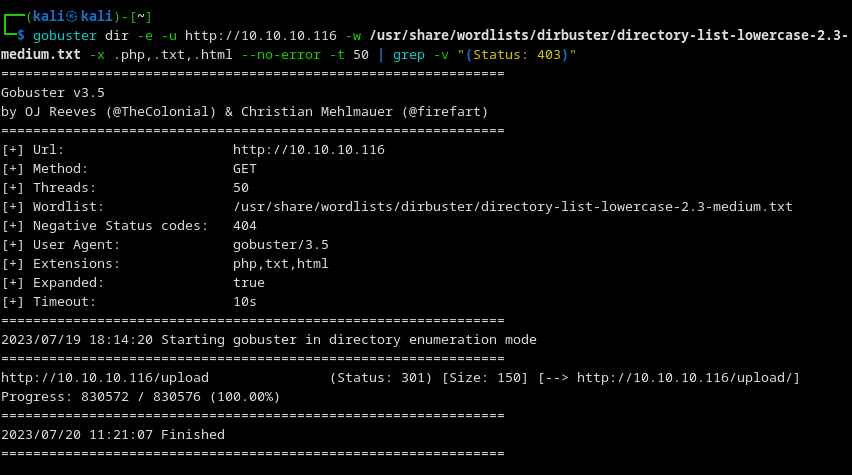 ┌──(kali㉿kali)-[~]
└─$ gobuster dir -e -u http://10.10.10.116 -w /usr/share/wordlists/dirbuster/directory-list-lowercase-2.3-
medium.txt -x .php,.txt,.html --no-error -t 50 | grep -v "(Status: 403)"
===============================================================
Gobuster v3.5
by OJ Reeves (@TheColonial) & Christian Mehlmauer (@firefart)
===============================================================
[+] Url:                     http://10.10.10.116
[+] Method:                  GET
[+] Threads:                 50
[+] Wordlist:                /usr/share/wordlists/dirbuster/directory-list-lowercase-2.3-medium.txt
[+] Negative Status codes:   404
[+] User Agent:              gobuster/3.5
[+] Extensions:              php,txt,html
[+] Expanded:                true
[+] Timeout:                 10s
===============================================================
2023/07/19 18:14:20 Starting gobuster in directory enumeration mode
===============================================================
http://10.10.10.116/upload               (Status: 301) [Size: 150] [--> http://10.10.10.116/upload/]
Progress: 830572 / 830576 (100.00%)
===============================================================
2023/07/20 11:21:07 Finished
===============================================================